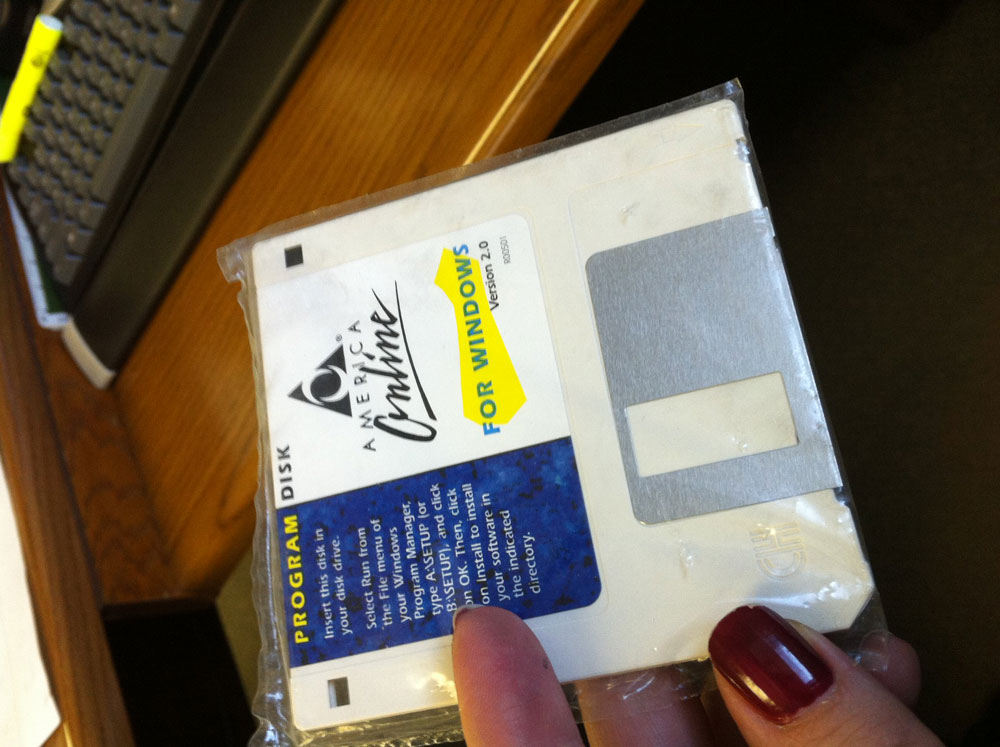 PROGRAM DISK
Insert this disk in
your disk drive.
Select Run from
the File menu of
your Windows
Program Manager,
type A:\SETUP [or
B:\SETUP], and click
on OK. Then, click
on Install to install
your software in
the indicated
directory.
®
AMERICA
Online
FOR WINDOWS
Version 2.0
R00501